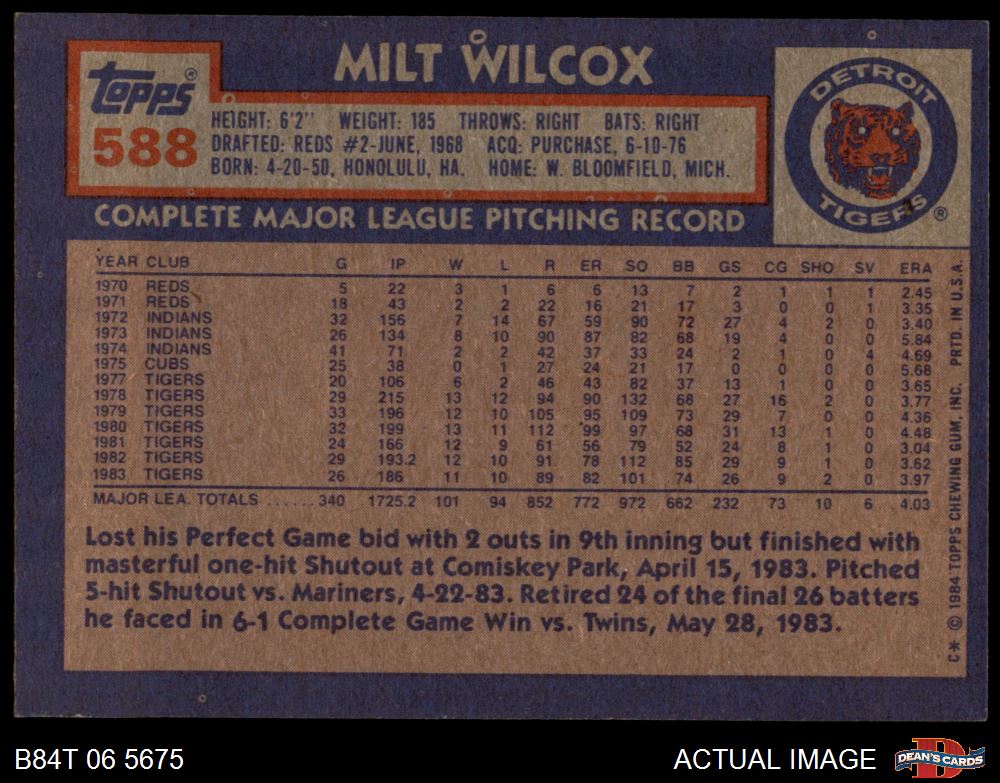 MILT WILCOX
Topps®
588
HEIGHT: 6'2" WEIGHT: 185 THROWS: RIGHT BATS: RIGHT
DRAFTED: REDS #2-JUNE, 1968 ACQ: PURCHASE, 6-10-76
BORN: 4-20-50, HONOLULU, HA. HOME: W. BLOOMFIELD, MICH.
DETROIT
TIGERS®
COMPLETE MAJOR LEAGUE PITCHING RECORD
YEAR CLUB G IP W L R ER SO BB GS CG SHO SV ERA
1970 REDS 5 22 3 1 6 6 13 7 2 1 1 1 2.45
1971 REDS 18 43 2 2 22 16 21 17 3 0 0 1 3.35
1972 INDIANS 32 156 7 14 67 59 90 72 27 4 2 0 3.40
1973 INDIANS 26 134 8 10 90 87 82 68 19 4 0 0 5.84
1974 INDIANS 41 71 2 2 42 37 33 24 2 1 0 4 4.69
1975 CUBS 25 38 0 1 27 24 21 17 0 0 0 0 5.68
1977 TIGERS 20 106 6 2 46 43 82 37 13 1 0 0 3.65
1978 TIGERS 29 215 13 12 94 90 132 68 27 16 2 0 3.77
1979 TIGERS 33 196 12 10 105 95 109 73 29 7 0 0 4.36
1980 TIGERS 32 199 13 11 112 99 97 68 31 13 1 0 4.48
1981 TIGERS 24 166 12 9 61 56 79 52 24 8 1 0 3.04
1982 TIGERS 29 193.2 12 10 91 78 112 85 29 9 1 0 3.62
1983 TIGERS 26 186 11 10 89 82 101 74 26 9 2 0 3.97
MAJOR LEA. TOTALS ...... 340 1725.2 101 94 852 772 972 662 232 73 10 6 4.03
Lost his Perfect Game bid with 2 outs in 9th inning but finished with
masterful one-hit Shutout at Comiskey Park, April 15, 1983. Pitched
5-hit Shutout vs. Mariners, 4-22-83. Retired 24 of the final 26 batters
he faced in 6-1 Complete Game Win vs. Twins, May 28, 1983.
C* © 1984 TOPPS CHEWING GUM, INC. PRTD. IN U.S.A.
B84T 06 5675
ACTUAL IMAGE
D
DEAN'S CARDS